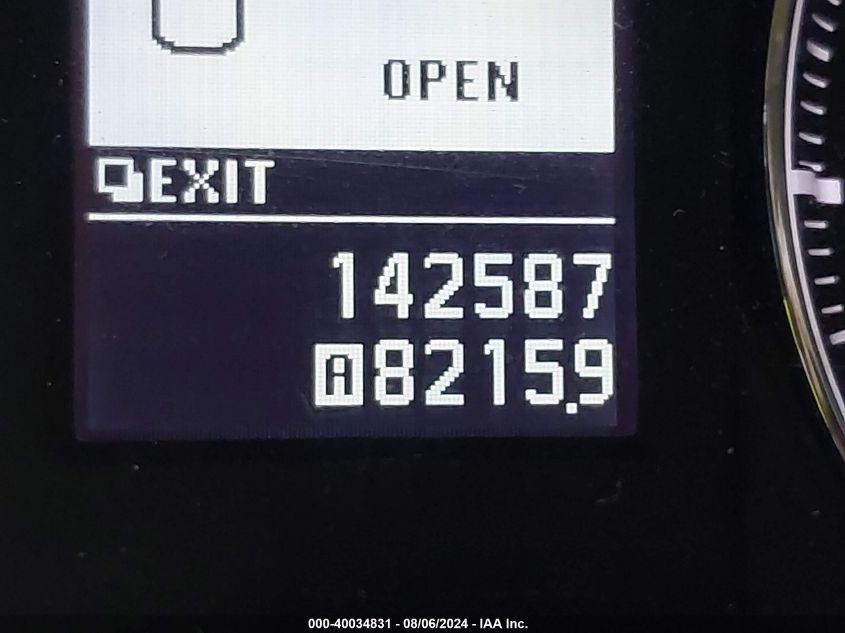 OPEN
EXIT
142587
A8215.9
000-40034831 - 08/06/2024 - IAA Inc.